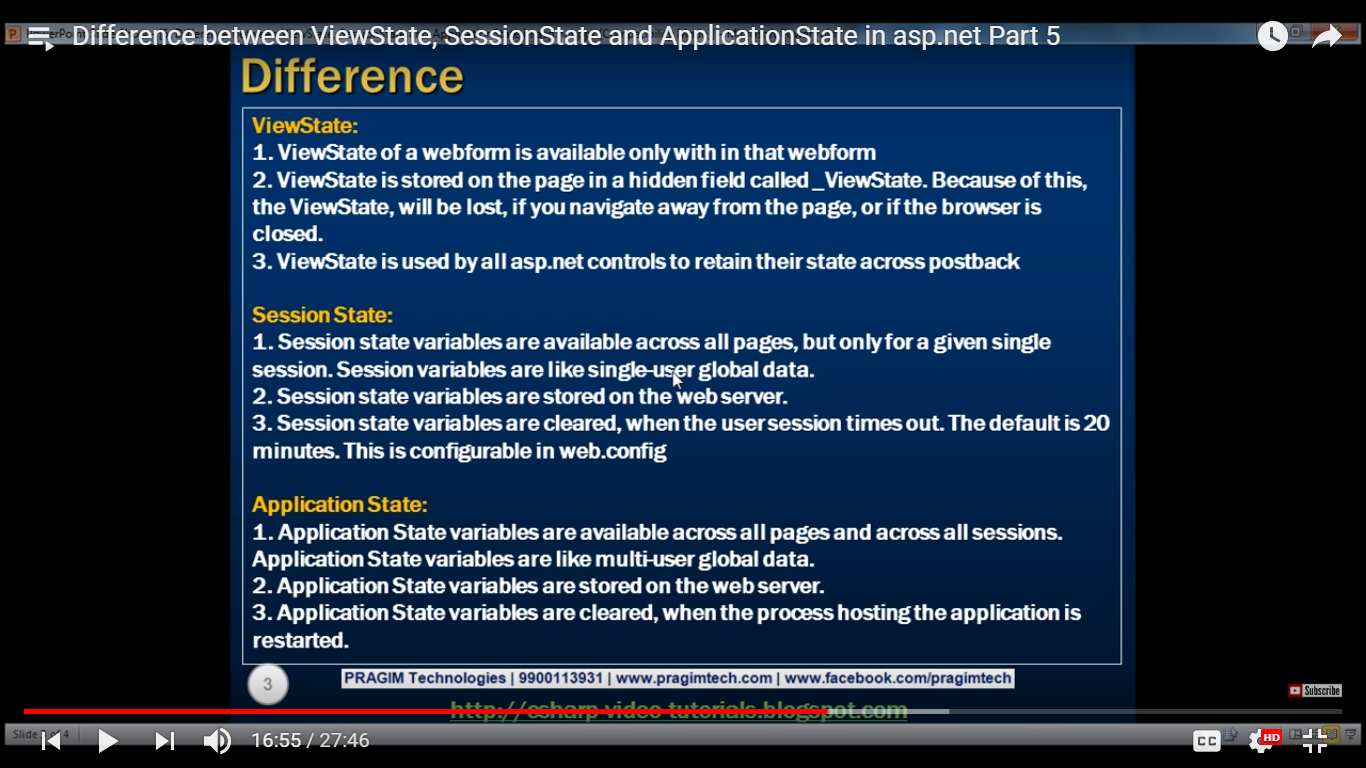 Difference between ViewState, SessionState and ApplicationState in asp.net Part 5
Difference
ViewState:
1. ViewState of a webform is available only with in that webform
2. ViewState is stored on the page in a hidden field called _ViewState. Because of this,
the ViewState, will be lost, if you navigate away from the page, or if the browser is
closed.
3. ViewState is used by all asp.net controls to retain their state across postback
Session State:
1. Session state variables are available across all pages, but only for a given single
session. Session variables are like single-user global data.
2. Session state variables are stored on the web server.
3. Session state variables are cleared, when the user session times out. The default is 20
minutes. This is configurable in web.config
Application State:
1. Application State variables are available across all pages and across all sessions.
Application State variables are like multi-user global data.
2. Application State variables are stored on the web server.
3. Application State variables are cleared, when the process hosting the application is
restarted.
3
PRAGIM Technologies | 9900113931 | www.pragimtech.com | www.facebook.com/pragimtech
Subscribe
http://csharp-video-tutorials.blogspot.com
Slide 4
16:55 / 27:46
CC
HD